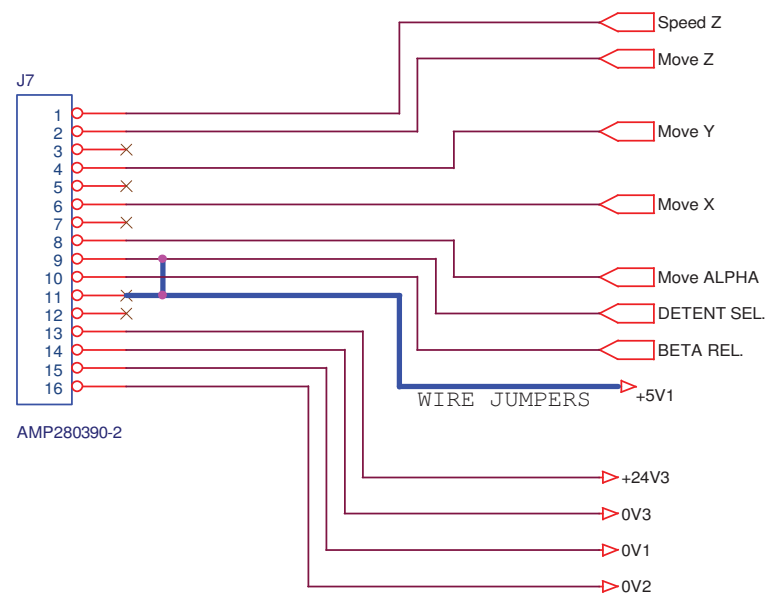 Speed Z
Move Z
J7
1
2
Move Y
3
4
5
6
Move X
7
8
9
10
Move ALPHA
11
12
DETENT SEL.
13
14
BETA REL.
15
16
WIRE JUMPERS
+5V1
AMP280390-2
+24V3
0V3
0V1
0V2